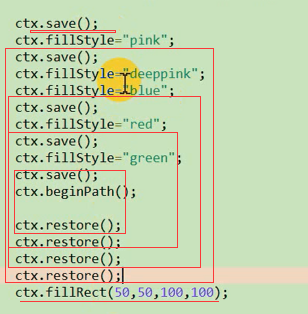 ctx.save();
ctx.fillStyle="pink";
ctx.save();
ctx.fillStyle="deeppink";
ctx.fillStyle="blue";
ctx.save();
ctx.fillStyle="red";
ctx.save();
ctx.fillStyle="green";
ctx.save();
ctx.beginPath();
ctx.restore();
ctx.restore();
ctx.restore();
ctx.restore();
ctx.fillRect(50,50,100,100);